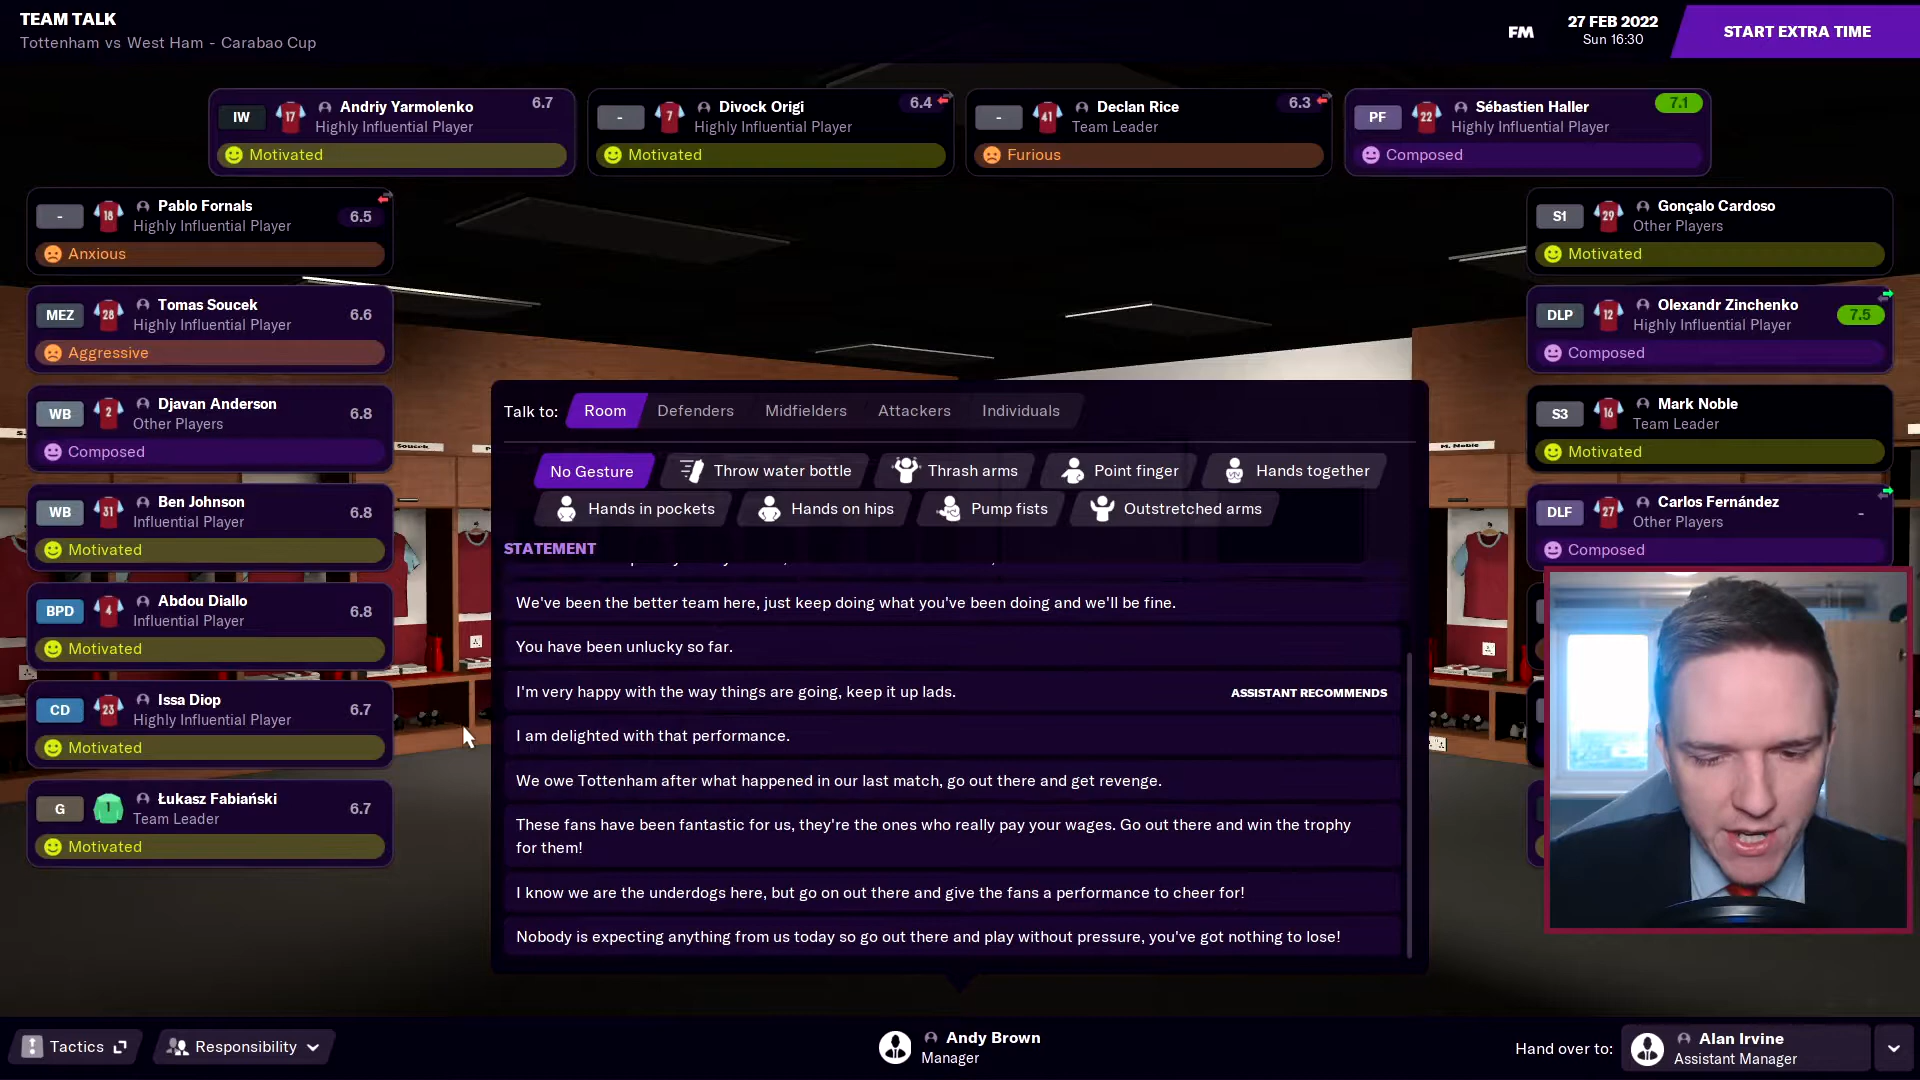 TEAM TALK
Tottenham vs West Ham - Carabao Cup
FM
27 FEB 2022
Sun 16:30
START EXTRA TIME
IW
17
Andriy Yarmolenko
Highly Influential Player
6.7
Motivated
-
7
Divock Origi
Highly Influential Player
6.4
Motivated
-
41
Declan Rice
Team Leader
6.3
Furious
PF
22
Sébastien Haller
Highly Influential Player
7.1
Composed
-
18
Pablo Fornals
Highly Influential Player
6.5
Anxious
MEZ
28
Tomas Soucek
Highly Influential Player
6.6
Aggressive
WB
2
Djavan Anderson
Other Players
6.8
Composed
WB
31
Ben Johnson
Influential Player
6.8
Motivated
BPD
4
Abdou Diallo
Influential Player
6.8
Motivated
CD
23
Issa Diop
Highly Influential Player
6.7
Motivated
G
1
Łukasz Fabiański
Team Leader
6.7
Motivated
S1
29
Gonçalo Cardoso
Other Players
Motivated
DLP
12
Olexandr Zinchenko
Highly Influential Player
7.5
Composed
S3
16
Mark Noble
Team Leader
Motivated
DLF
27
Carlos Fernández
Other Players
-
Composed
Soucek
M. Noble
Talk to:
Room
Defenders
Midfielders
Attackers
Individuals
No Gesture
Throw water bottle
Thrash arms
Point finger
Hands together
Hands in pockets
Hands on hips
Pump fists
Outstretched arms
STATEMENT
We've been the better team here, just keep doing what you've been doing and we'll be fine.
You have been unlucky so far.
I'm very happy with the way things are going, keep it up lads.
ASSISTANT RECOMMENDS
I am delighted with that performance.
We owe Tottenham after what happened in our last match, go out there and get revenge.
These fans have been fantastic for us, they're the ones who really pay your wages. Go out there and win the trophy
for them!
I know we are the underdogs here, but go on out there and give the fans a performance to cheer for!
Nobody is expecting anything from us today so go out there and play without pressure, you've got nothing to lose!
Tactics
Responsibility
Andy Brown
Manager
Hand over to:
Alan Irvine
Assistant Manager